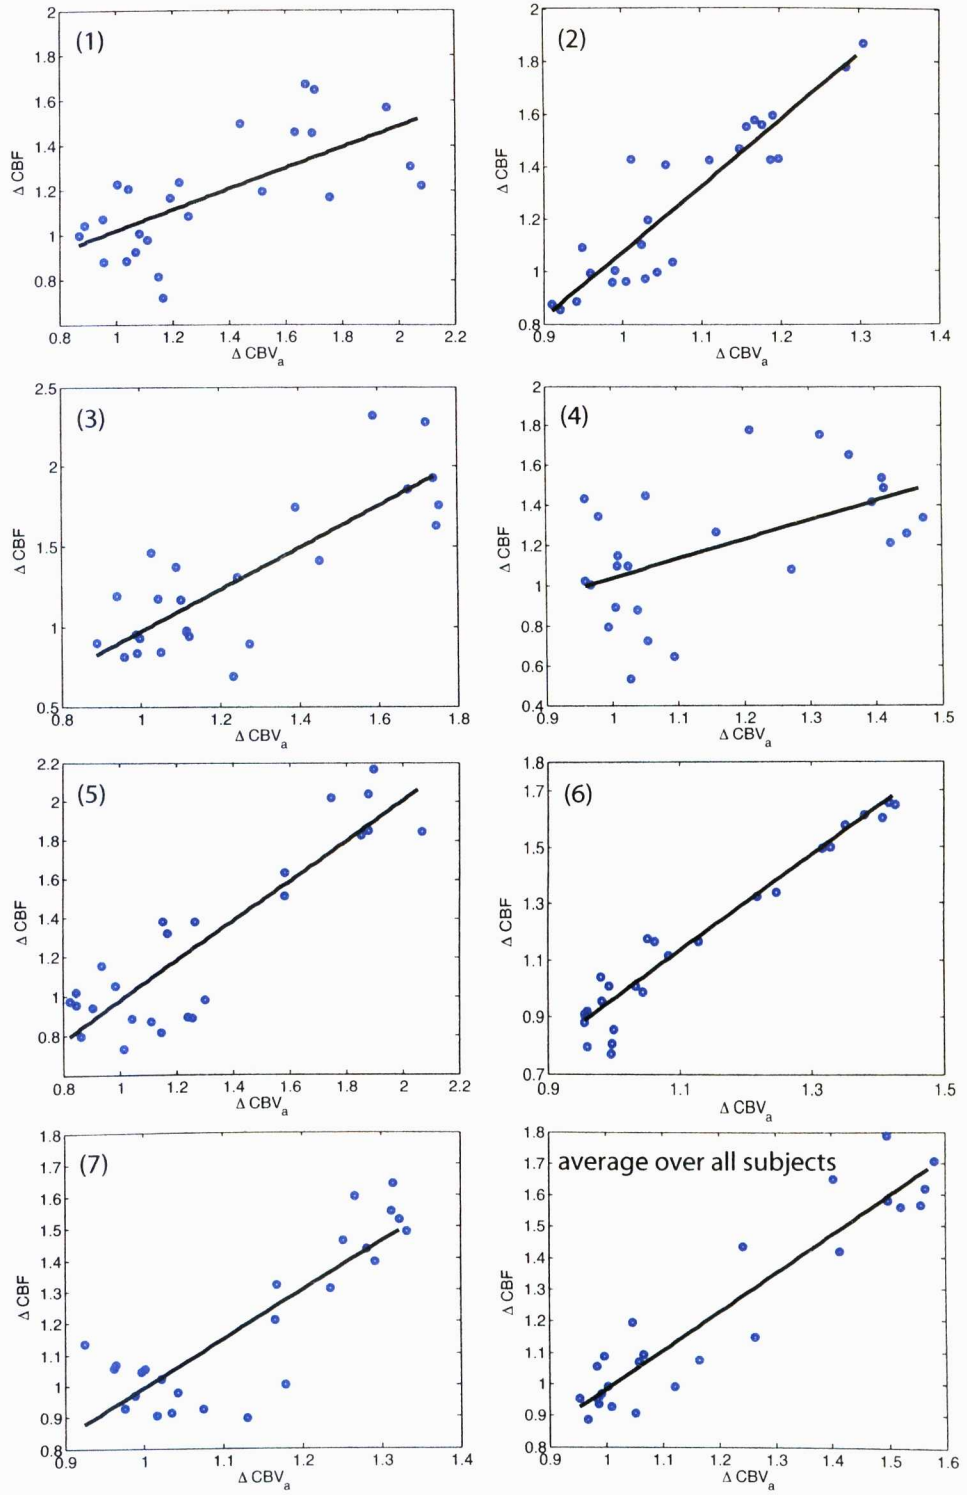 (1)
2
1.8
1.6
1.4
1.2
1
0.8
Δ CBF
0.8 1 1.2 1.4 1.6 1.8 2 2.2
Δ CBVa
(2)
2
1.8
1.6
1.4
1.2
1
0.8
Δ CBF
0.9 1 1.1 1.2 1.3 1.4
Δ CBVa
(3)
2.5
2
1.5
1
0.5
Δ CBF
0.8 1 1.2 1.4 1.6 1.8
Δ CBVa
(4)
2
1.8
1.6
1.4
1.2
1
0.8
0.6
0.4
Δ CBF
0.9 1 1.1 1.2 1.3 1.4 1.5
Δ CBVa
(5)
2.2
2
1.8
1.6
1.4
1.2
1
0.8
Δ CBF
0.8 1 1.2 1.4 1.6 1.8 2 2.2
Δ CBVa
(6)
1.8
1.7
1.5
1.3
1.1
0.9
0.7
Δ CBF
0.9 1.1 1.3 1.5
Δ CBVa
(7)
1.8
1.7
1.6
1.5
1.4
1.3
1.2
1.1
1
0.9
0.8
Δ CBF
0.9 1 1.1 1.2 1.3 1.4
Δ CBVa
average over all subjects
1.8
1.7
1.6
1.5
1.4
1.3
1.2
1.1
1
0.9
0.8
Δ CBF
0.9 1 1.1 1.2 1.3 1.4 1.5 1.6
Δ CBVa